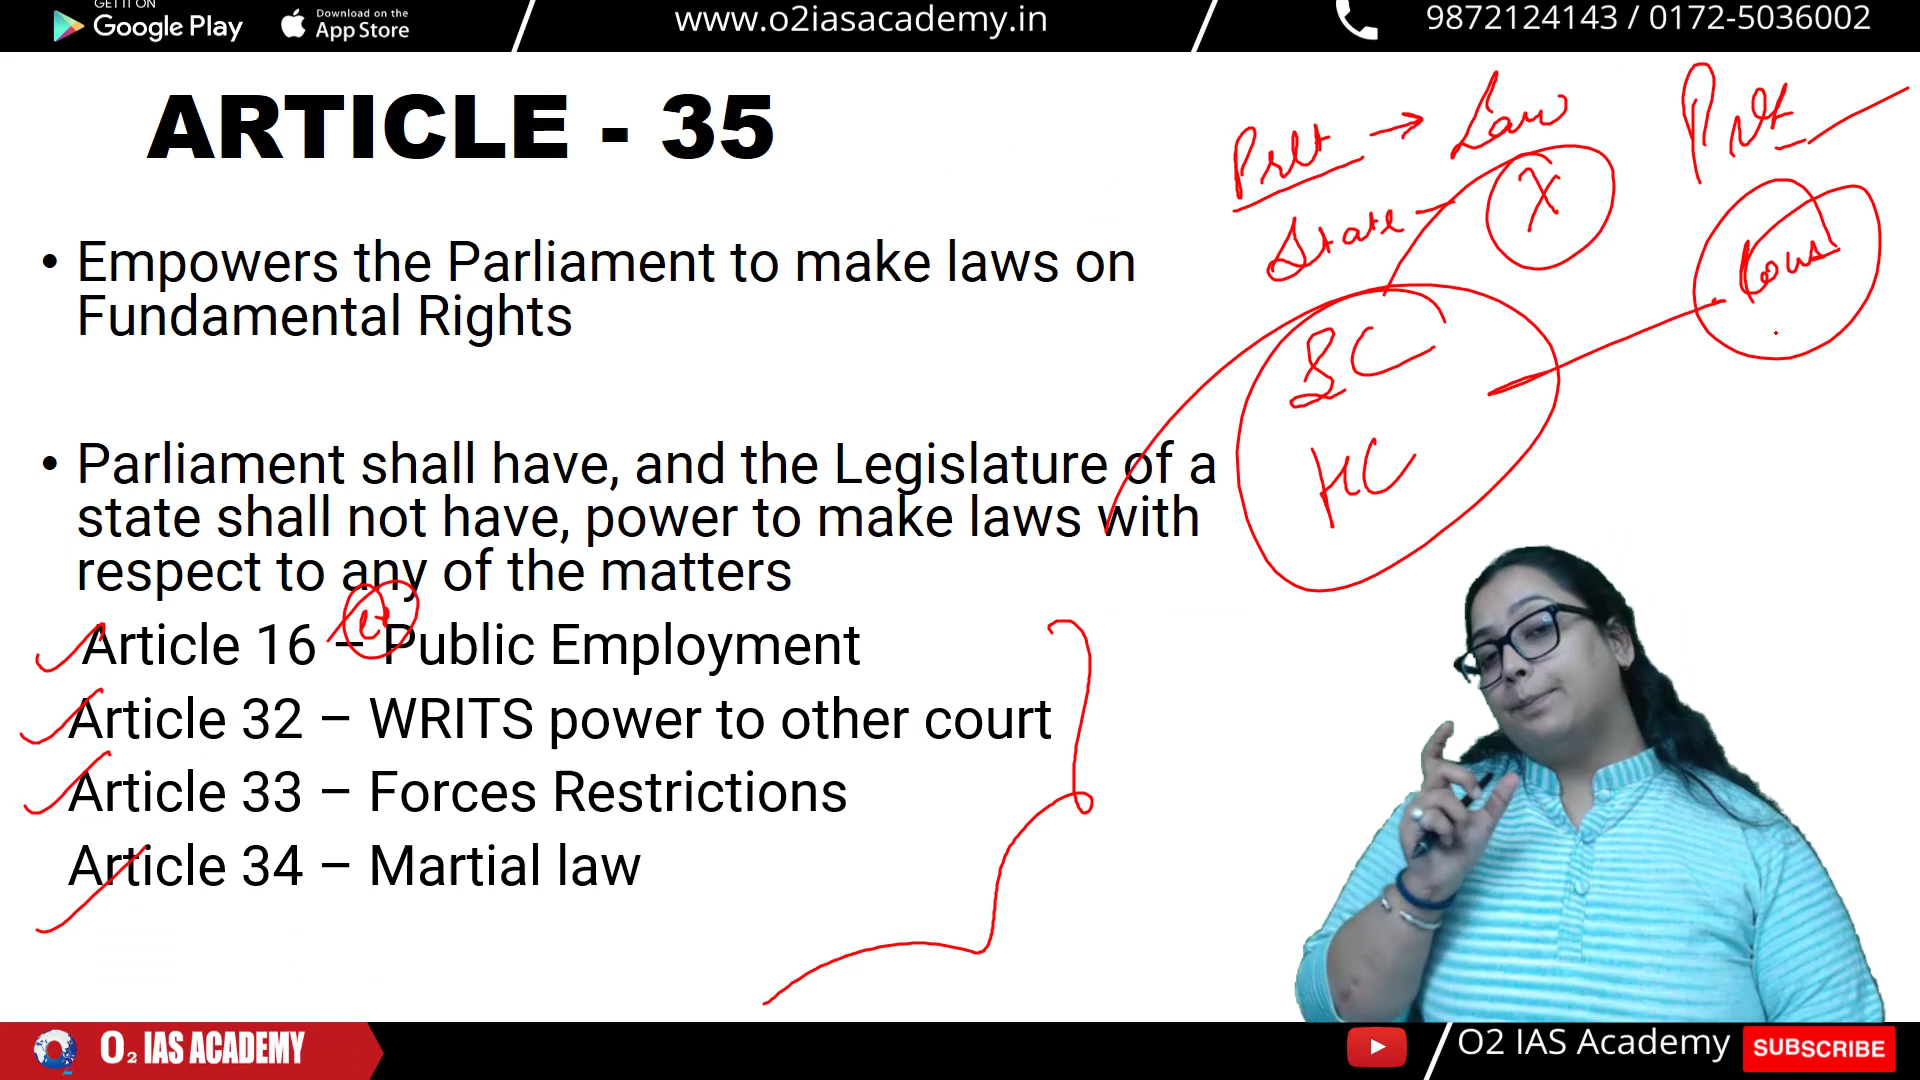 GET IT ON
Google Play
Download on the
App Store
www.o2iasacademy.in
9872124143 / 0172-5036002
ARTICLE - 35
Prlt → Law
State - X
• Empowers the Parliament to make laws on
Fundamental Rights
SC
HC
• Parliament shall have, and the Legislature of a
state shall not have, power to make laws with
respect to any of the matters
Article 16 – Public Employment
Article 32 – WRITS power to other court
Article 33 – Forces Restrictions
Article 34 – Martial law
O2 IAS ACADEMY
O2 IAS Academy
SUBSCRIBE